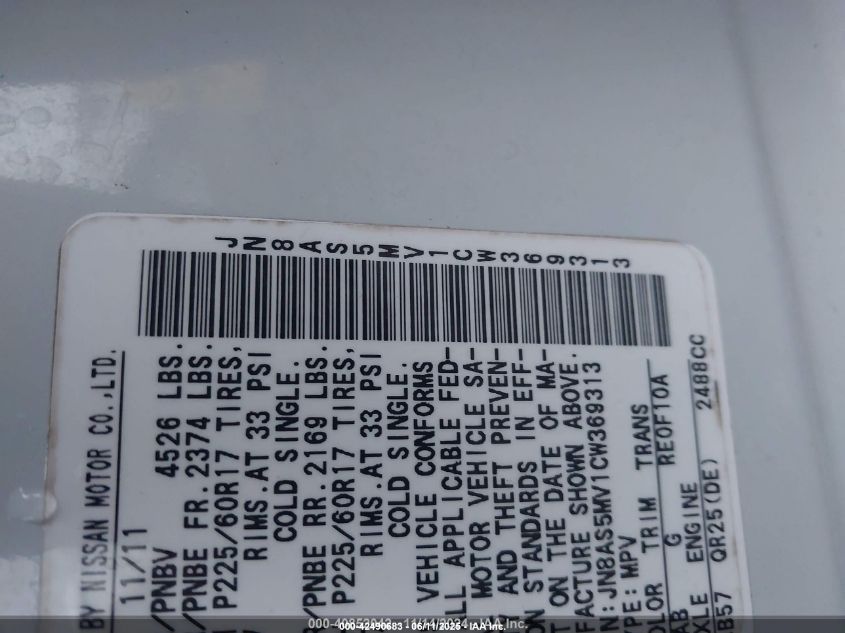 JN8AS5MV1CW369313
BY NISSAN MOTOR CO.,LTD.
11/11
/PNBV 4526 LBS.
/PNBE FR. 2374 LBS.
P225/60R17 TIRES,
RIMS.AT 33 PSI
COLD SINGLE.
/PNBE RR. 2169 LBS.
P225/60R17 TIRES,
RIMS.AT 33 PSI
COLD SINGLE.
VEHICLE CONFORMS
LL APPLICABLE FED-
MOTOR VEHICLE SA-
AND THEFT PREVEN-
ON STANDARDS IN EFF-
T ON THE DATE OF MA-
FACTURE SHOWN ABOVE.
N: JN8AS5MV1CW369313
PE: MPV
OLOR TRIM TRANS
AB G RE0F10A
XLE ENGINE
B57 QR25(DE) 2488CC
42490683 - 06/11/2025 - IAA Inc.